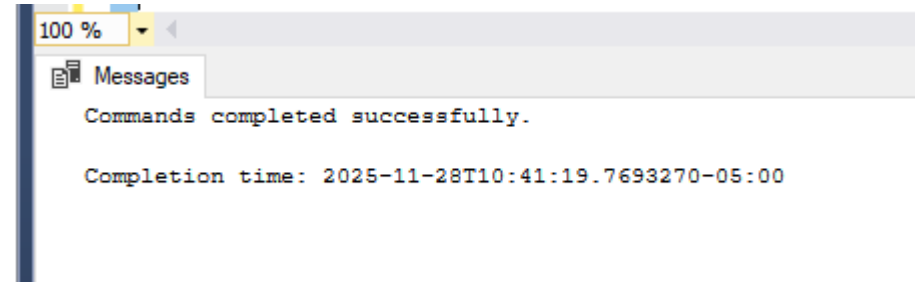 100 %
Messages
Commands completed successfully.
Completion time: 2025-11-28T10:41:19.7693270-05:00